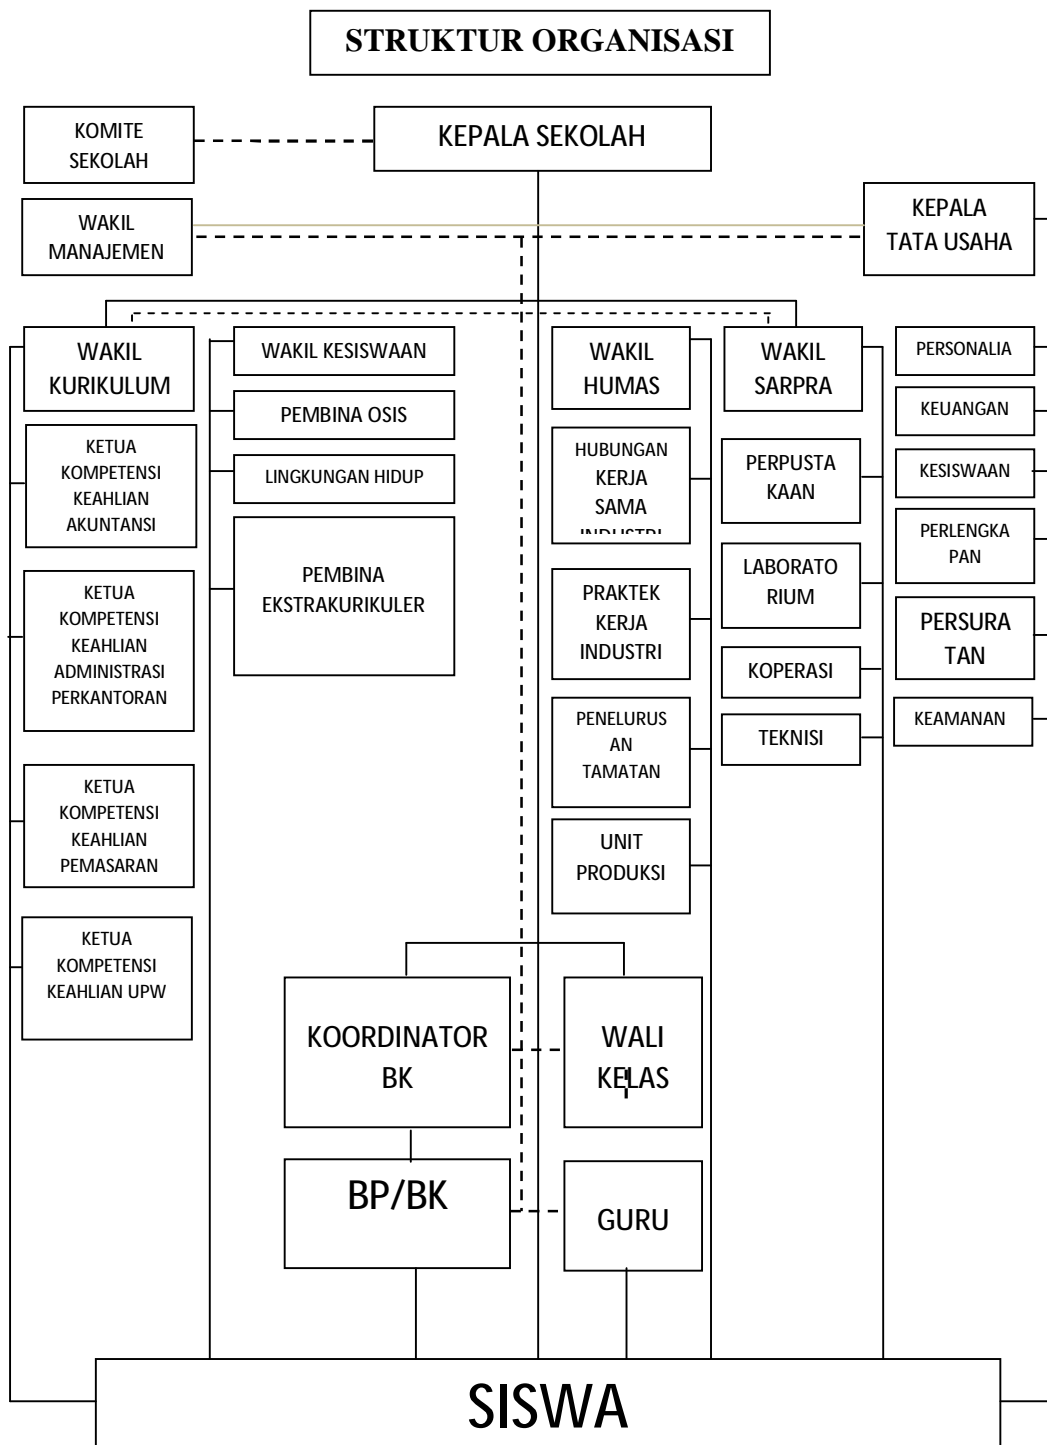 STRUKTUR ORGANISASI
KOMITE
SEKOLAH
KEPALA SEKOLAH
WAKIL
MANAJEMEN
KEPALA
TATA USAHA
WAKIL
KURIKULUM
KETUA
KOMPETENSI
KEAHLIAN
AKUNTANSI
KETUA
KOMPETENSI
KEAHLIAN
ADMINISTRASI
PERKANTORAN
KETUA
KOMPETENSI
KEAHLIAN
PEMASARAN
KETUA
KOMPETENSI
KEAHLIAN UPW
WAKIL KESISWAAN
PEMBINA OSIS
LINGKUNGAN HIDUP
PEMBINA
EKSTRAKURIKULER
WAKIL
HUMAS
HUBUNGAN
KERJA
SAMA
INDUSTRI
PRAKTEK
KERJA
INDUSTRI
PENELURUS
AN
TAMATAN
UNIT
PRODUKSI
WAKIL
SARPRA
PERPUSTA
KAAN
LABORATO
RIUM
KOPERASI
TEKNISI
PERSONALIA
KEUANGAN
KESISWAAN
PERLENGKA
PAN
PERSURA
TAN
KEAMANAN
KOORDINATOR
BK
WALI
KELAS
BP/BK
GURU
SISWA